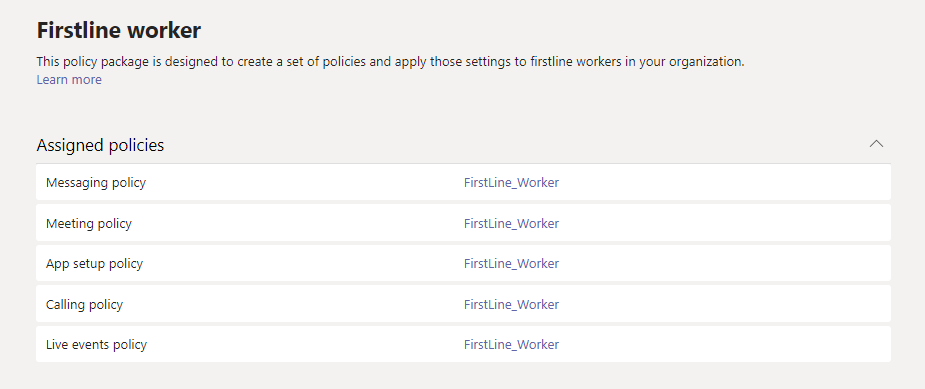 Firstline worker
This policy package is designed to create a set of policies and apply those settings to firstline workers in your organization.
Learn more
Assigned policies
Messaging policy FirstLine_Worker
Meeting policy FirstLine_Worker
App setup policy FirstLine_Worker
Calling policy FirstLine_Worker
Live events policy FirstLine_Worker